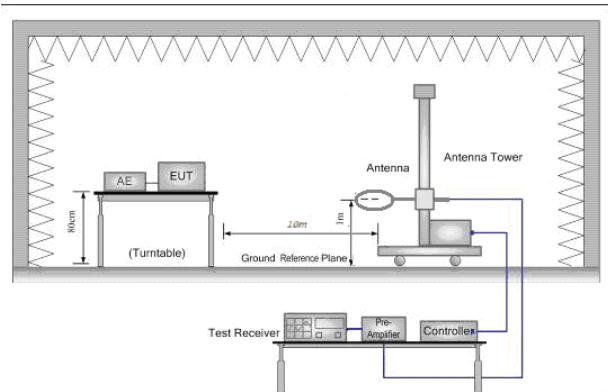 Antenna Tower
Antenna
EUT
AE
80cm
10m
1m
(Turntable)
Ground Reference Plane
Test Receiver
Pre-
Amplifier
Controller